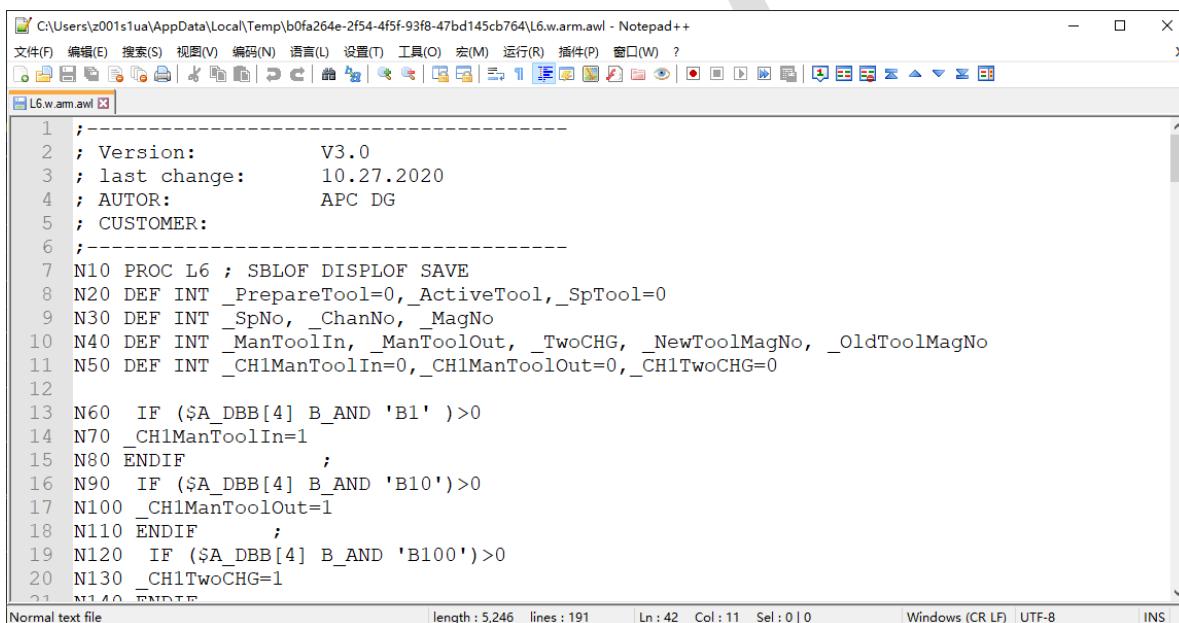 C:\Users\z001s1ua\AppData\Local\Temp\b0fa264e-2f54-4f5f-93f8-47bd145cb764\L6.w.arm.awl - Notepad++
文件(F) 编辑(E) 搜索(S) 视图(V) 编码(N) 语言(L) 设置(T) 工具(O) 宏(M) 运行(R) 插件(P) 窗口(W) ?
L6.w.arm.awl
1 ;---------------------------------------
2 ; Version: V3.0
3 ; last change: 10.27.2020
4 ; AUTOR: APC DG
5 ; CUSTOMER:
6 ;---------------------------------------
7 N10 PROC L6 ; SBLOF DISPLOF SAVE
8 N20 DEF INT _PrepareTool=0,_ActiveTool,_SpTool=0
9 N30 DEF INT _SpNo, _ChanNo, _MagNo
10 N40 DEF INT _ManToolIn, _ManToolOut, _TwoCHG, _NewToolMagNo, _OldToolMagNo
11 N50 DEF INT _CH1ManToolIn=0,_CH1ManToolOut=0,_CH1TwoCHG=0
12
13 N60  IF ($A_DBB[4] B_AND 'B1' )>0
14 N70 _CH1ManToolIn=1
15 N80 ENDIF ;
16 N90  IF ($A_DBB[4] B_AND 'B10')>0
17 N100 _CH1ManToolOut=1
18 N110 ENDIF ;
19 N120  IF ($A_DBB[4] B_AND 'B100')>0
20 N130 _CH1TwoCHG=1
21 N140 ENDIF
Normal text file length : 5,246 lines : 191 Ln : 42 Col : 11 Sel : 0 | 0 Windows (CR LF) UTF-8 INS